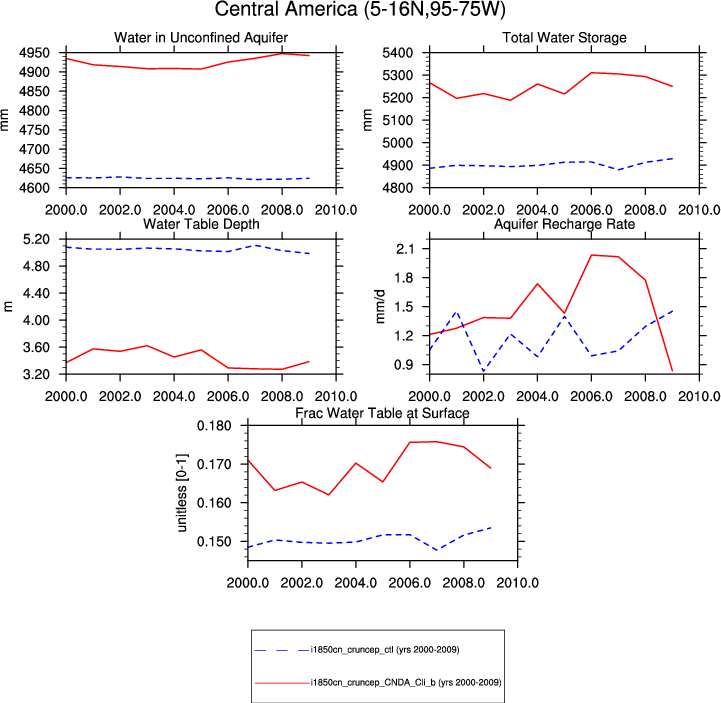 Central America (5-16N,95-75W)
Water in Unconfined Aquifer
Total Water Storage
4950
4900
4850
4800
4750
4700
4650
4600
mm
2000.0 2002.0 2004.0 2006.0 2008.0 2010.0
5400
5300
5200
5100
5000
4900
4800
mm
2000.0 2002.0 2004.0 2006.0 2008.0 2010.0
Water Table Depth
Aquifer Recharge Rate
5.20
4.80
4.40
4.00
3.60
3.20
m
2000.0 2002.0 2004.0 2006.0 2008.0 2010.0
2.1
1.8
1.5
1.2
0.9
mm/d
2000.0 2002.0 2004.0 2006.0 2008.0 2010.0
Frac Water Table at Surface
0.180
0.170
0.160
0.150
unitless [0-1]
2000.0 2002.0 2004.0 2006.0 2008.0 2010.0
i1850cn_cruncep_ctl (yrs 2000-2009)
i1850cn_cruncep_CNDA_Cli_b (yrs 2000-2009)